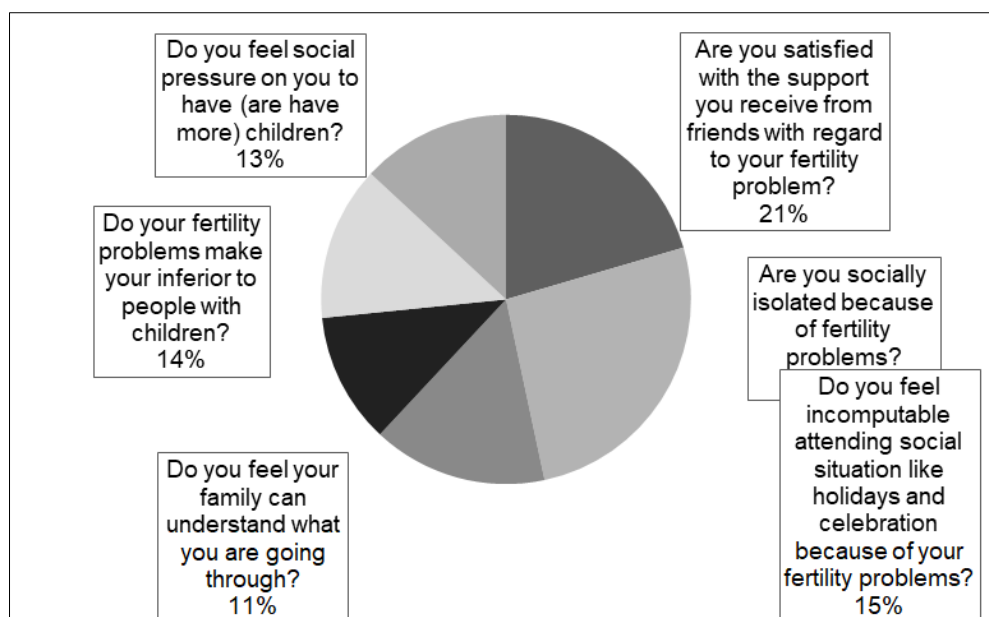 Do you feel social
pressure on you to
have (are have
more) children?
13%
Are you satisfied
with the support
you receive from
friends with regard
to your fertility
problem?
21%
Do your fertility
problems make
your inferior to
people with
children?
14%
Are you socially
isolated because
of fertility
problems?
Do you feel
incomputable
attending social
situation like
holidays and
celebration
because of your
fertility problems?
15%
Do you feel your
family can
understand what
you are going
through?
11%